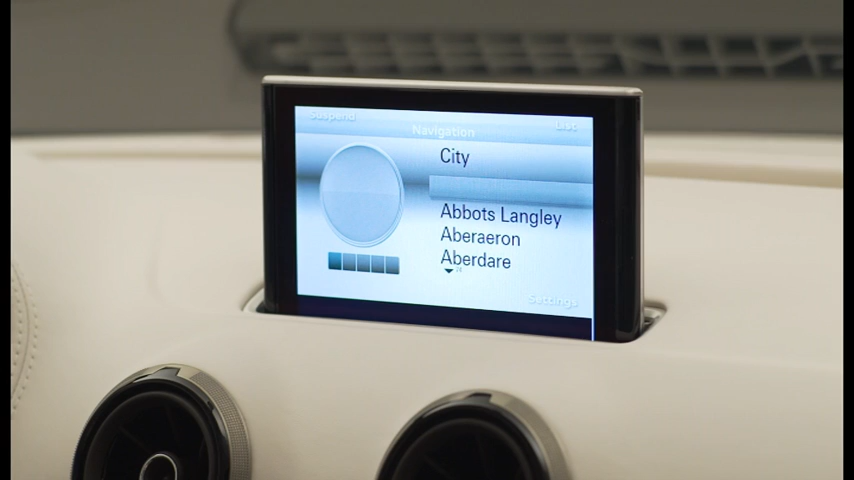 Suspend
List
Navigation
City
Abbots Langley
Aberaeron
Aberdare
Settings